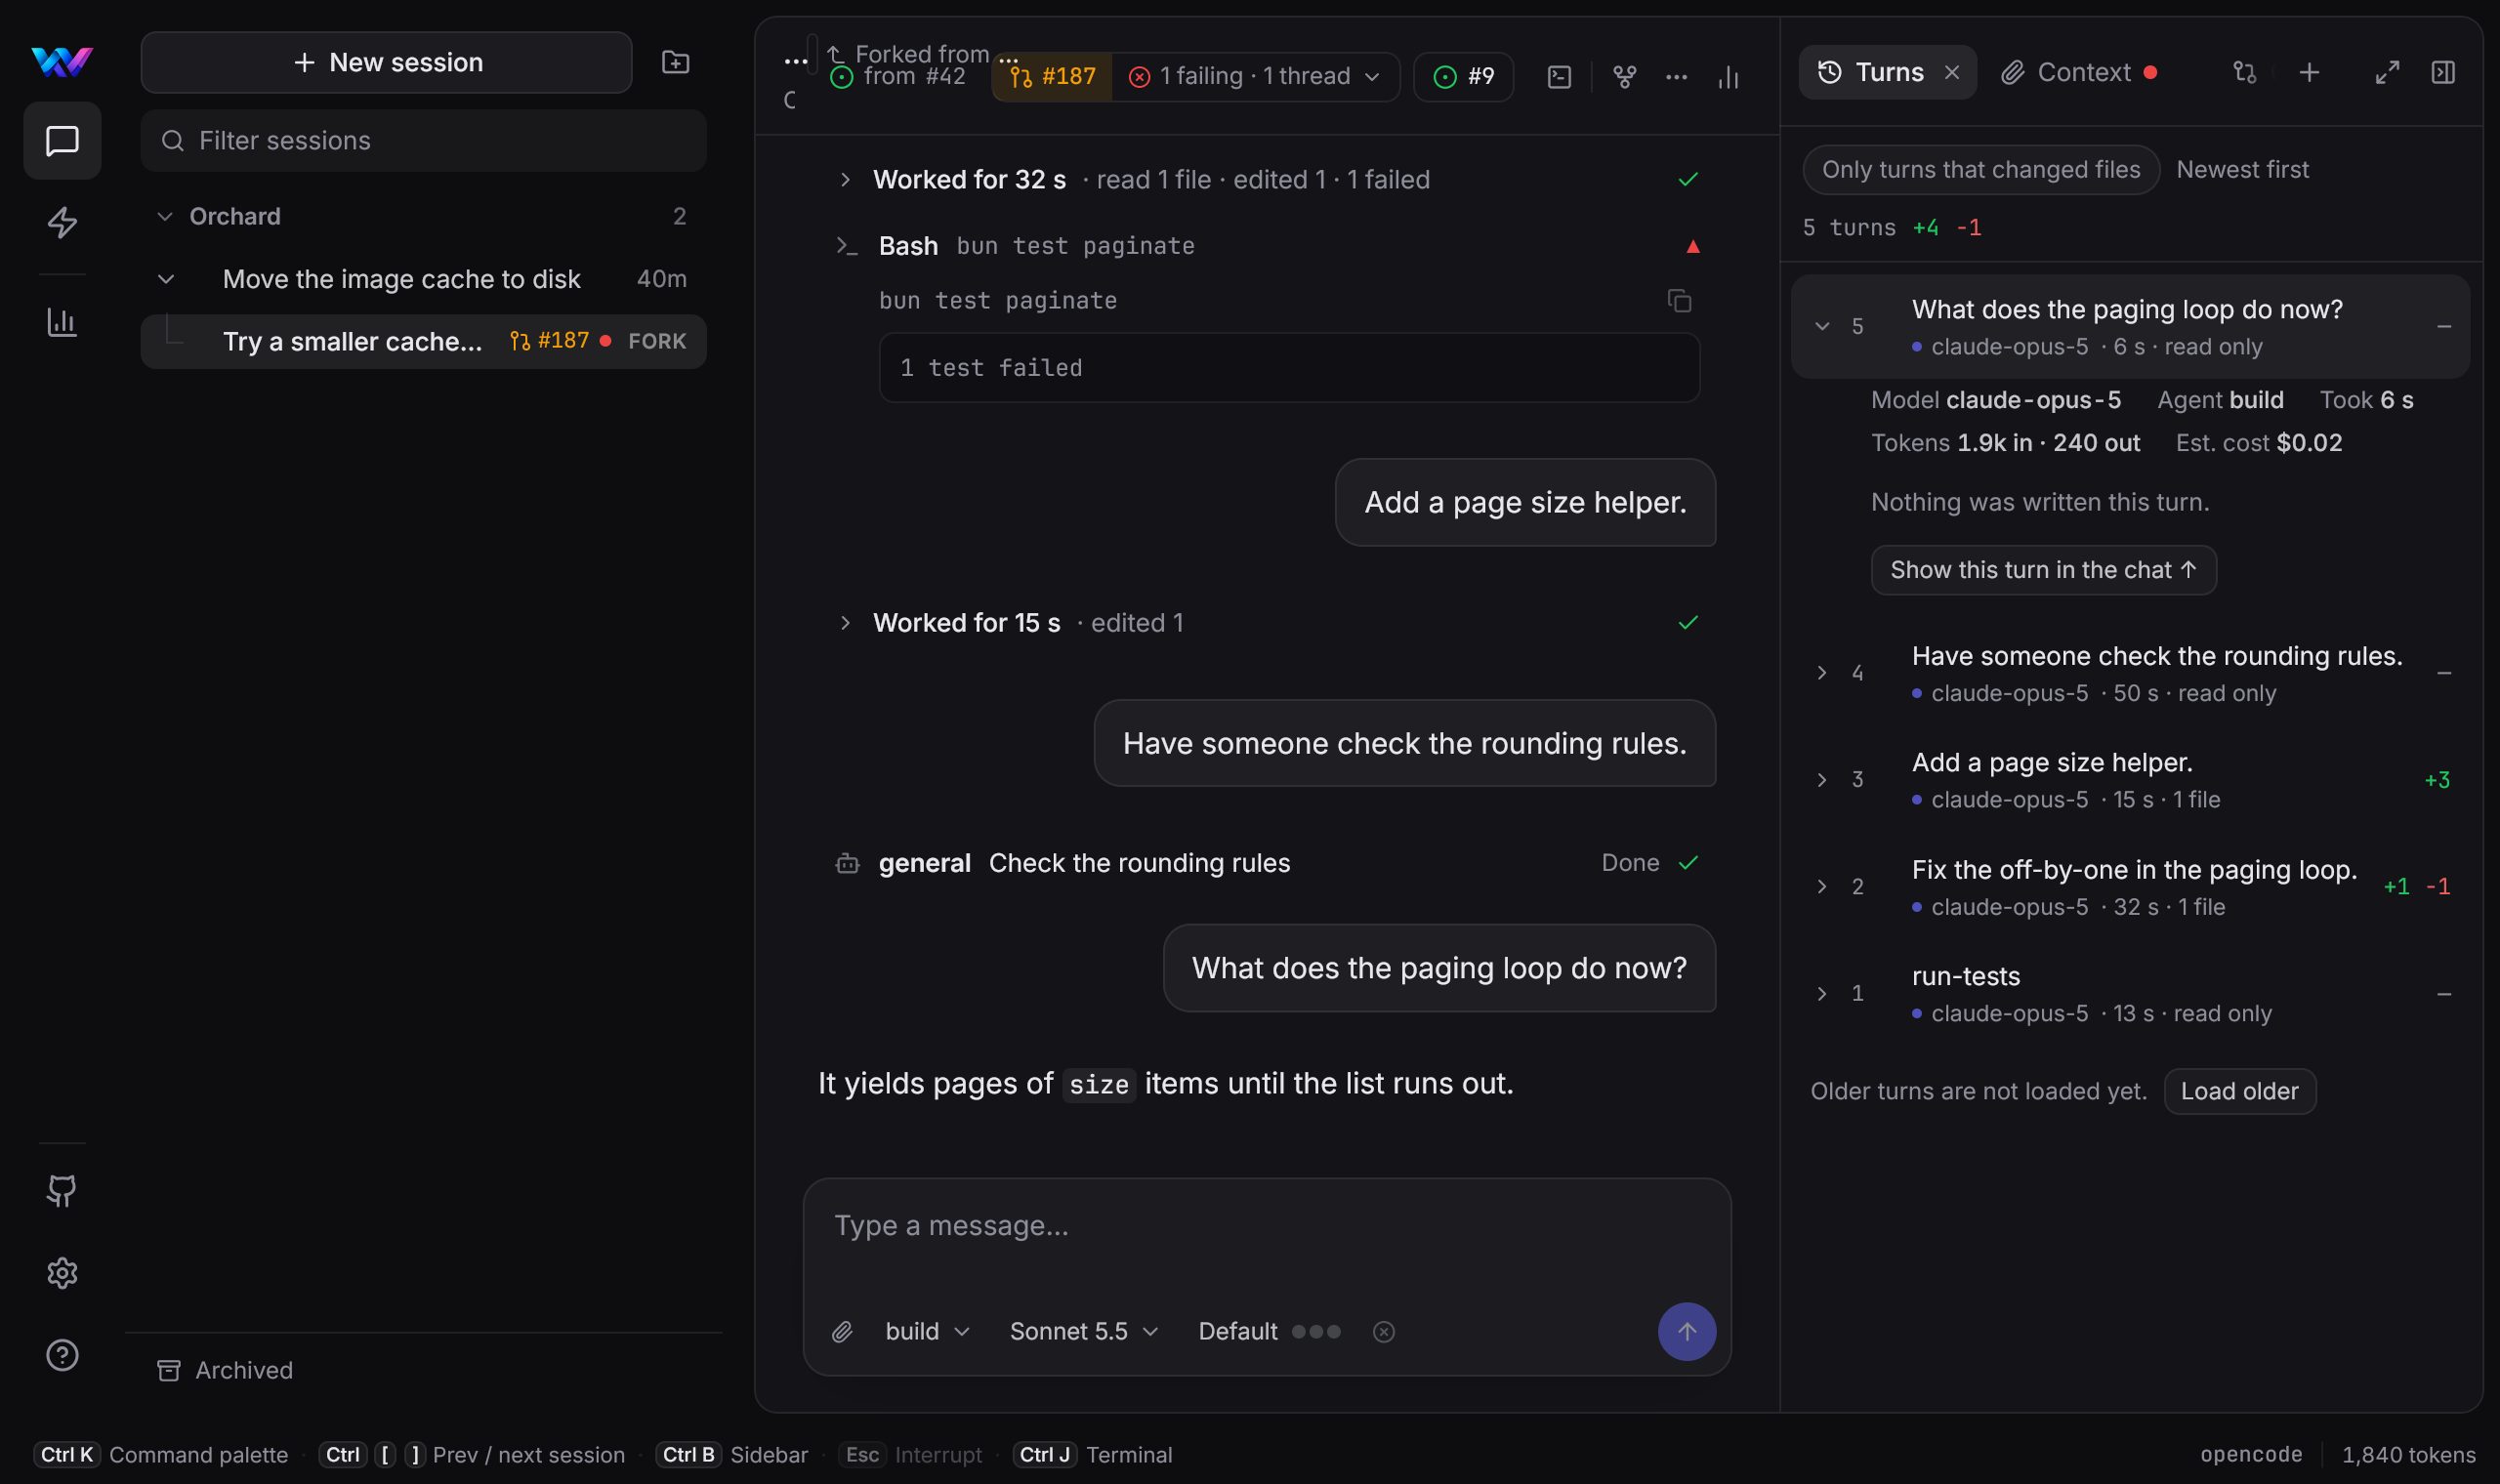 New session
Filter sessions
Orchard 2
Move the image cache to disk 40m
Try a smaller cache... #187 FORK
Archived
Forked from ...
from #42
#187 1 failing · 1 thread
#9
Worked for 32 s · read 1 file · edited 1 · 1 failed
Bash bun test paginate
bun test paginate
1 test failed
Add a page size helper.
Worked for 15 s · edited 1
Have someone check the rounding rules.
general Check the rounding rules Done
What does the paging loop do now?
It yields pages of size items until the list runs out.
Type a message...
build Sonnet 5.5 Default
Turns Context
Only turns that changed files Newest first
5 turns +4 -1
5 What does the paging loop do now? –
claude-opus-5 · 6 s · read only
Model claude-opus-5 Agent build Took 6 s
Tokens 1.9k in · 240 out Est. cost $0.02
Nothing was written this turn.
Show this turn in the chat ↑
4 Have someone check the rounding rules. –
claude-opus-5 · 50 s · read only
3 Add a page size helper. +3
claude-opus-5 · 15 s · 1 file
2 Fix the off-by-one in the paging loop. +1 -1
claude-opus-5 · 32 s · 1 file
1 run-tests –
claude-opus-5 · 13 s · read only
Older turns are not loaded yet. Load older
Ctrl K Command palette · Ctrl [ ] Prev / next session · Ctrl B Sidebar · Esc Interrupt · Ctrl J Terminal
opencode 1,840 tokens